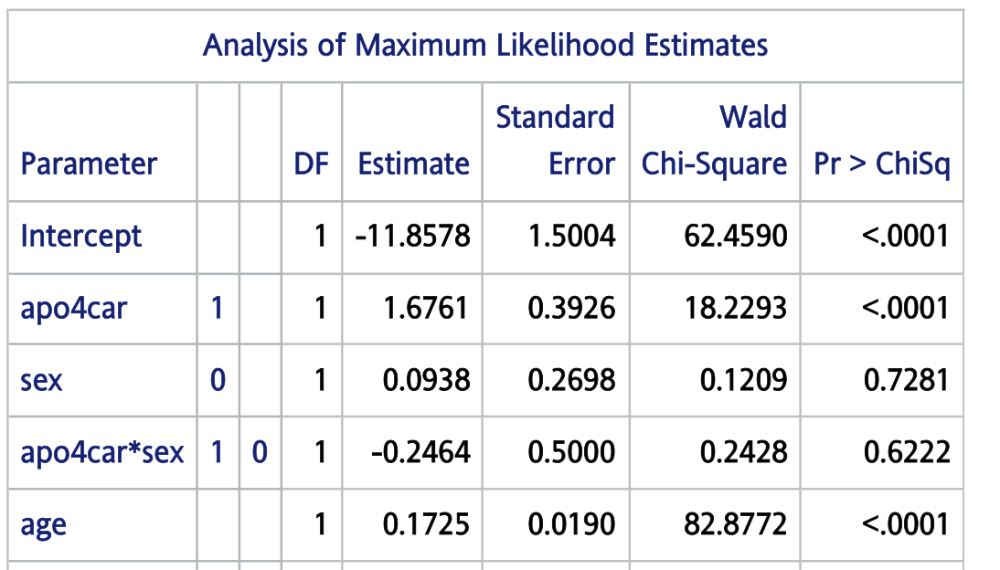 Analysis of Maximum Likelihood Estimates
Parameter DF Estimate Standard Error Wald Chi-Square Pr > ChiSq
Intercept 1 -11.8578 1.5004 62.4590 <.0001
apo4car 1 1 1.6761 0.3926 18.2293 <.0001
sex 0 1 0.0938 0.2698 0.1209 0.7281
apo4car*sex 1 0 1 -0.2464 0.5000 0.2428 0.6222
age 1 0.1725 0.0190 82.8772 <.0001